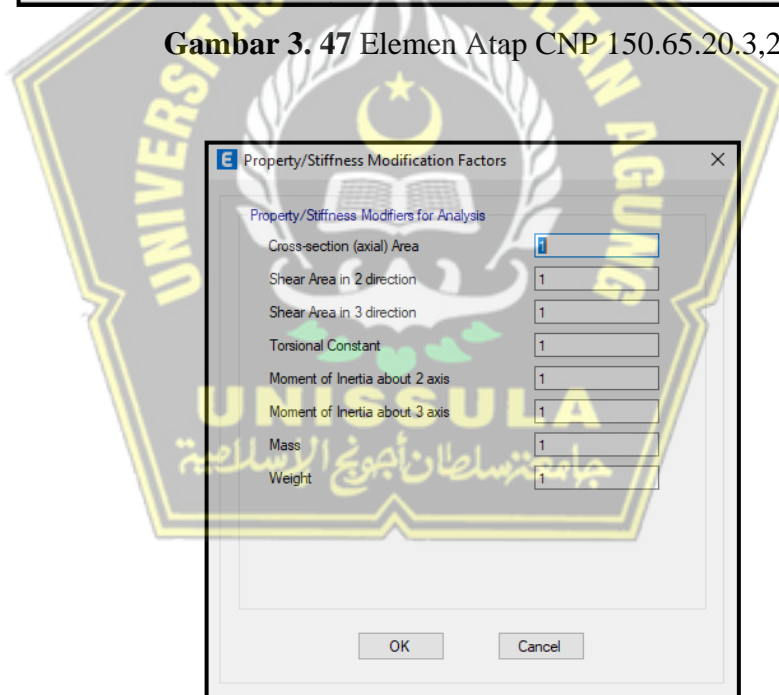 Gambar 3. 47 Elemen Atap CNP 150.65.20.3,2
Property/Stiffness Modification Factors
Property/Stiffness Modifiers for Analysis
Cross-section (axial) Area 1
Shear Area in 2 direction 1
Shear Area in 3 direction 1
Torsional Constant 1
Moment of Inertia about 2 axis 1
Moment of Inertia about 3 axis 1
Mass 1
Weight 1
OK Cancel
UNISSULA
جامعة سلطان أجونج الإسلامية